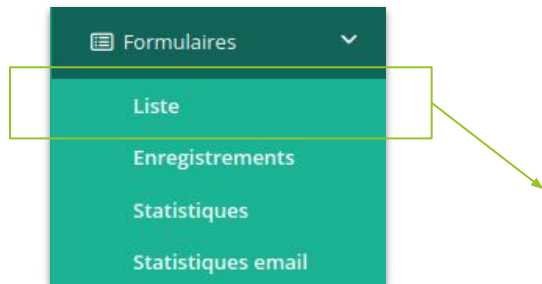 Formulaires
Liste
Enregistrements
Statistiques
Statistiques email